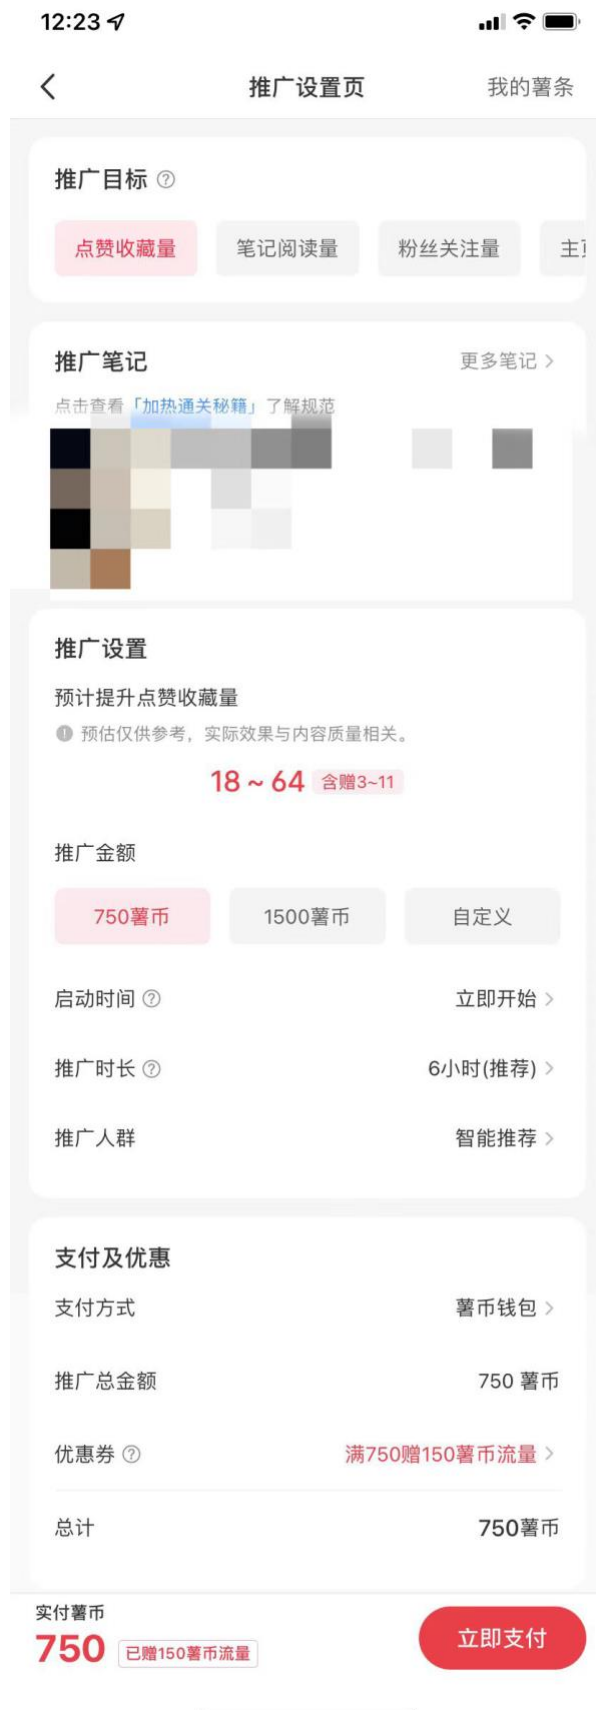 12:23
推广设置页
我的薯条
推广目标
点赞收藏量
笔记阅读量
粉丝关注量
推广笔记
更多笔记
点击查看「加热通关秘籍」了解规范
推广设置
预计提升点赞收藏量
预估仅供参考，实际效果与内容质量相关。
18 ~ 64 含赠3~11
推广金额
750薯币
1500薯币
自定义
启动时间
立即开始
推广时长
6小时(推荐)
推广人群
智能推荐
支付及优惠
支付方式
薯币钱包
推广总金额
750 薯币
优惠券
满750赠150薯币流量
总计
750薯币
实付薯币
750 已赠150薯币流量
立即支付